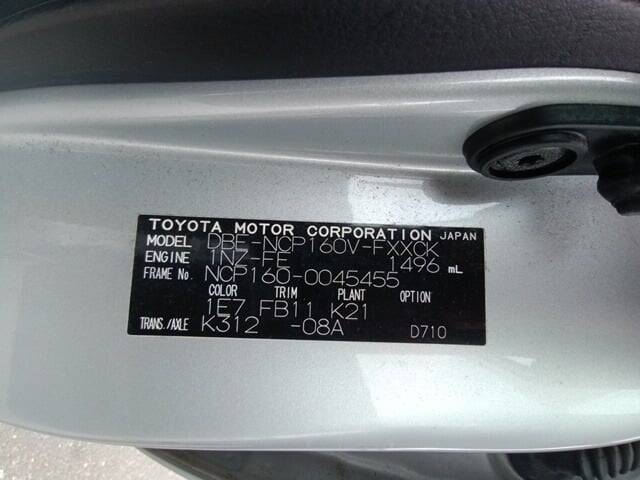 TOYOTA MOTOR CORPORATION JAPAN
MODEL DBE-NCP160V-FXXCK
ENGINE 1NZ-FE 1496 mL
FRAME No. NCP160-0045455
COLOR TRIM PLANT OPTION
1E7 FB11 K21
TRANS./AXLE K312 -08A D710